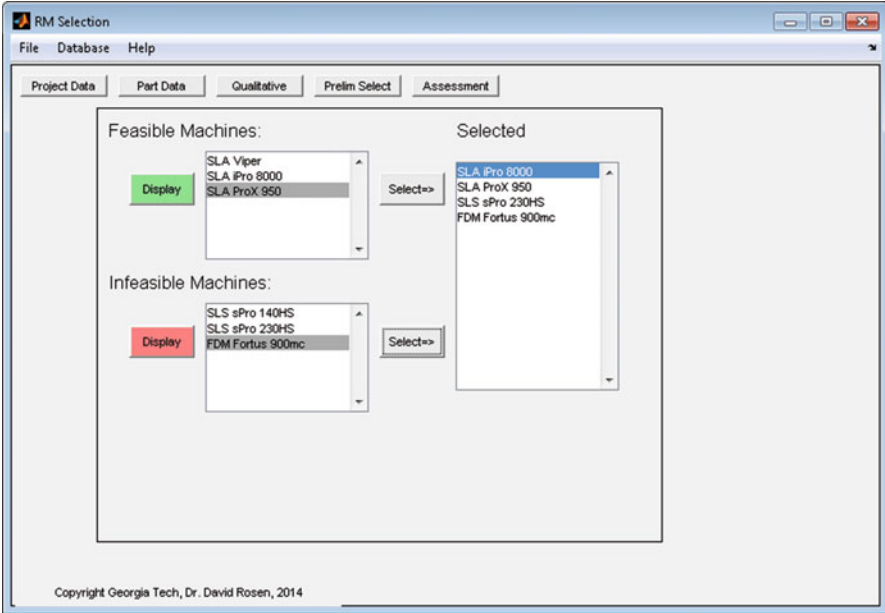 RM Selection
File Database Help
Project Data Part Data Qualitative Prelim Select Assessment
Feasible Machines:
Display
SLA Viper
SLA iPro 8000
SLA ProX 950
Select=>
Selected
SLA iPro 8000
SLA ProX 950
SLS sPro 230HS
FDM Fortus 900mc
Infeasible Machines:
Display
SLS sPro 140HS
SLS sPro 230HS
FDM Fortus 900mc
Select=>
Copyright Georgia Tech, Dr. David Rosen, 2014